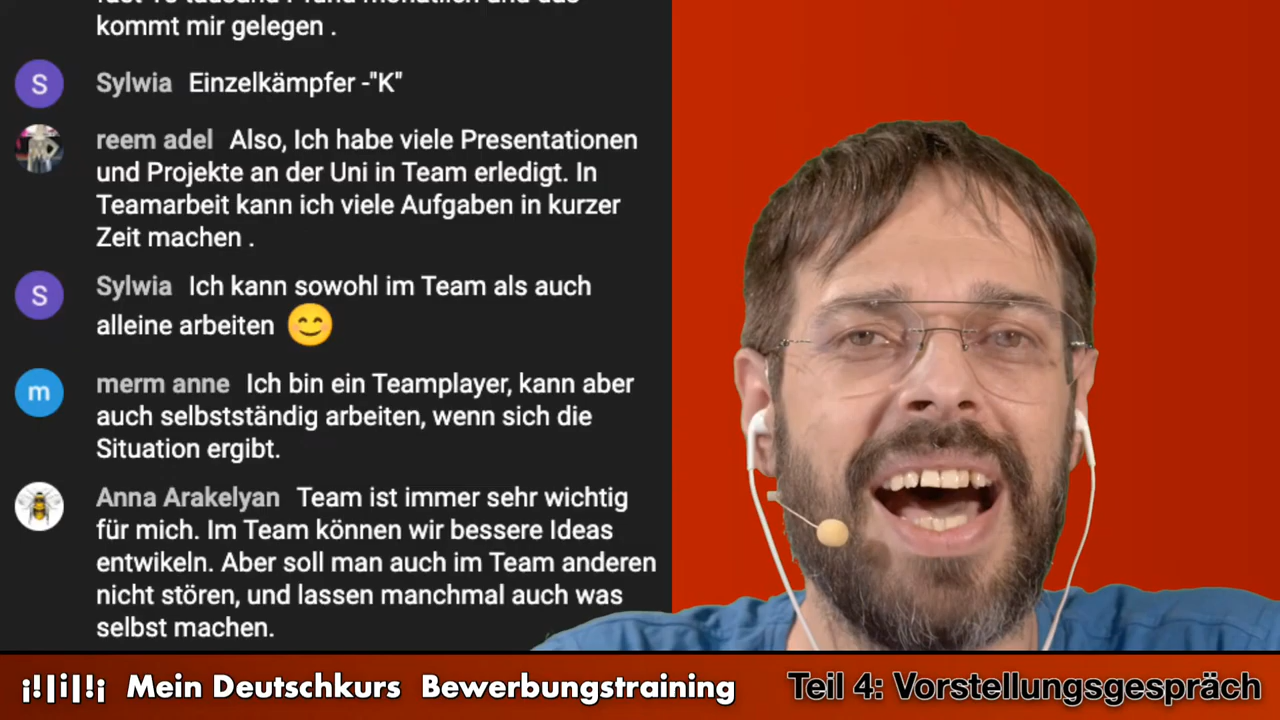 kommt mir gelegen .
S Sylwia Einzelkämpfer -"K"
reem adel Also, Ich habe viele Presentationen
und Projekte an der Uni in Team erledigt. In
Teamarbeit kann ich viele Aufgaben in kurzer
Zeit machen .
S Sylwia Ich kann sowohl im Team als auch
alleine arbeiten 😊
m merm anne Ich bin ein Teamplayer, kann aber
auch selbstständig arbeiten, wenn sich die
Situation ergibt.
Anna Arakelyan Team ist immer sehr wichtig
für mich. Im Team können wir bessere Ideas
entwikeln. Aber soll man auch im Team anderen
nicht stören, und lassen manchmal auch was
selbst machen.
¡!|i|!¡ Mein Deutschkurs Bewerbungstraining Teil 4: Vorstellungsgespräch